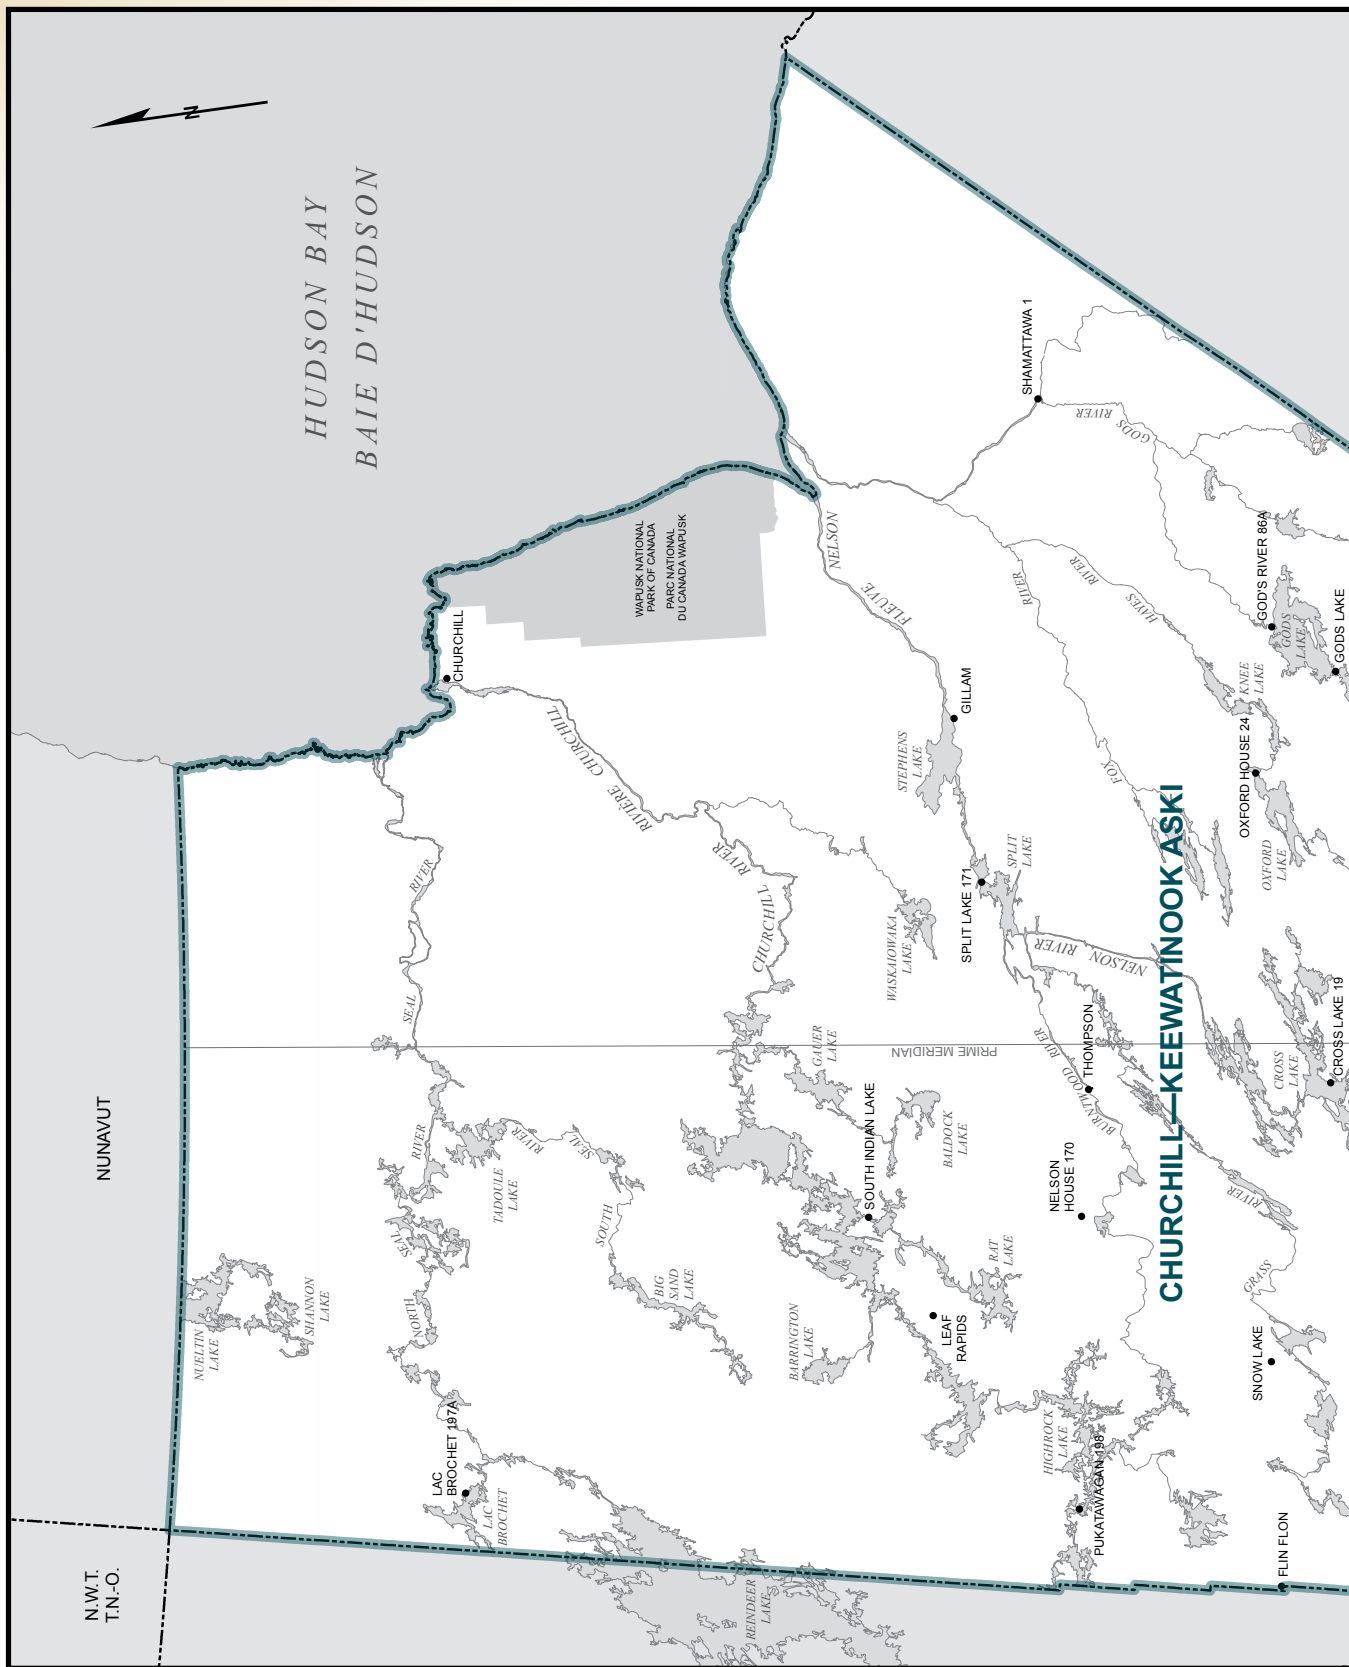 N
HUDSON BAY
BAIE D'HUDSON
NUNAVUT
N.W.T.
T.N.-O.
WAPUSK NATIONAL
PARK OF CANADA
PARC NATIONAL
DU CANADA WAPUSK
CHURCHILL
SHAMATTAWA 1
GODS
RIVER
NELSON
FLEUVE
RIVIÈRE CHURCHILL
CHURCHILL
RIVER
GILLAM
STEPHENS
LAKE
SPLIT LAKE 171
SPLIT
LAKE
WASKAIOWAKA
LAKE
FOX
RIVER
HAYES
RIVER
KNEE
LAKE
OXFORD HOUSE 24
OXFORD
LAKE
GOD'S RIVER 86A
GODS
LAKE
GODS LAKE
SEAL
RIVER
PRIME MERIDIAN
GAUER
LAKE
NELSON
RIVER
BURNTWOOD RIVER
THOMPSON
CROSS
LAKE
CROSS LAKE 19
CHURCHILL—KEEWATINOOK ASKI
NELSON
HOUSE 170
BALDOCK
LAKE
SOUTH INDIAN LAKE
RAT
LAKE
LEAF
RAPIDS
BARRINGTON
LAKE
TADOULE
LAKE
SOUTH
SEAL
RIVER
BIG
SAND
LAKE
NORTH
SEAL
RIVER
NUELTIN
LAKE
SHANNON
LAKE
LAC
BROCHET 197A
LAC
BROCHET
REINDEER
LAKE
HIGHROCK
LAKE
PUKATAWAGAN 198
GRASS
RIVER
SNOW LAKE
FLIN FLON